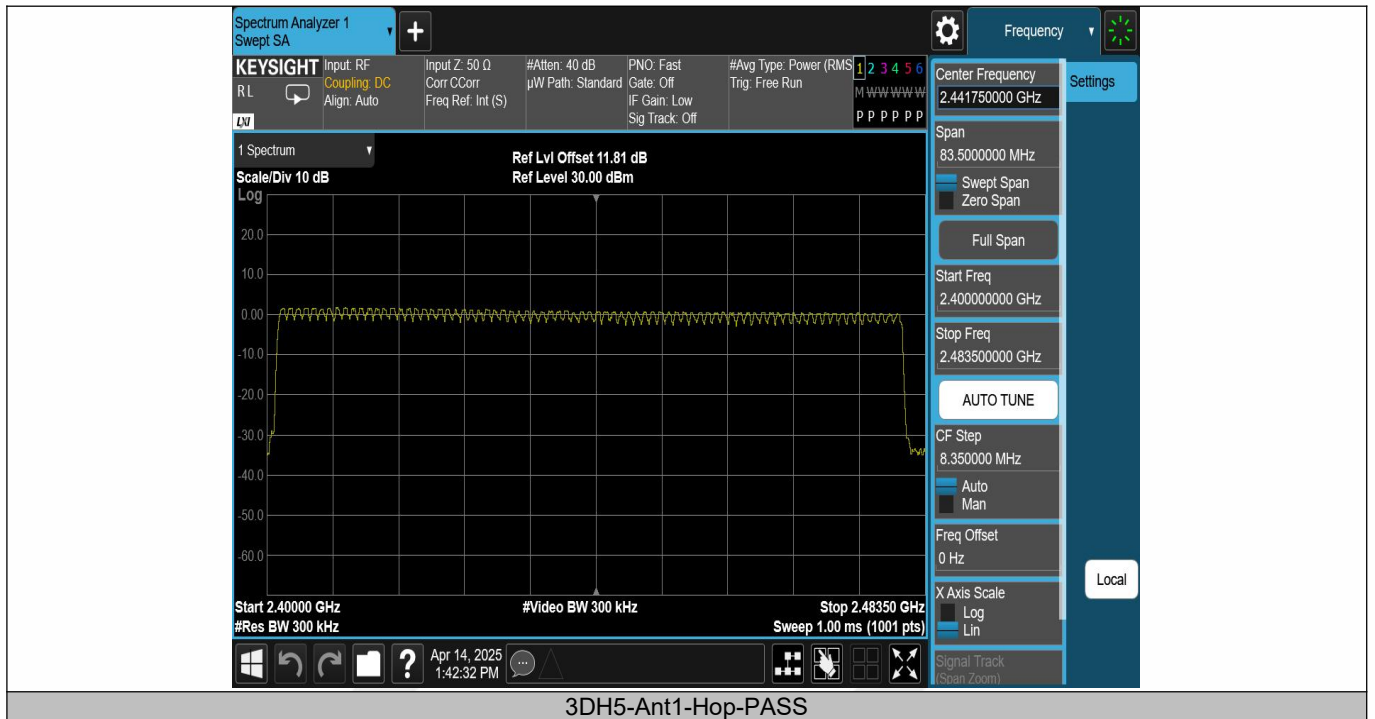 Spectrum Analyzer 1
Swept SA
Frequency
KEYSIGHT
RL
LXI
Input: RF
Coupling: DC
Align: Auto
Input Z: 50 Ω
Corr CCorr
Freq Ref: Int (S)
#Atten: 40 dB
µW Path: Standard
PNO: Fast
Gate: Off
IF Gain: Low
Sig Track: Off
#Avg Type: Power (RMS
Trig: Free Run
1 2 3 4 5 6
M W W W W W
P P P P P P
1 Spectrum
Scale/Div 10 dB
Ref Lvl Offset 11.81 dB
Ref Level 30.00 dBm
Log
20.0
10.0
0.00
-10.0
-20.0
-30.0
-40.0
-50.0
-60.0
Start 2.40000 GHz
#Res BW 300 kHz
#Video BW 300 kHz
Stop 2.48350 GHz
Sweep 1.00 ms (1001 pts)
Apr 14, 2025
1:42:32 PM
Center Frequency
2.441750000 GHz
Settings
Span
83.5000000 MHz
Swept Span
Zero Span
Full Span
Start Freq
2.400000000 GHz
Stop Freq
2.483500000 GHz
AUTO TUNE
CF Step
8.350000 MHz
Auto
Man
Freq Offset
0 Hz
Local
X Axis Scale
Log
Lin
Signal Track
(Span Zoom)
3DH5-Ant1-Hop-PASS